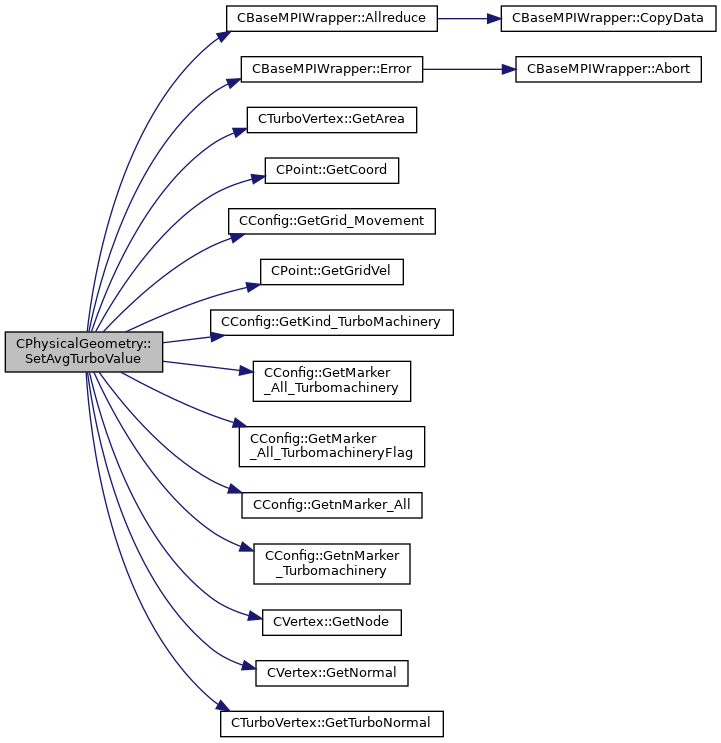 CPhysicalGeometry::
SetAvgTurboValue
CBaseMPIWrapper::Allreduce
CBaseMPIWrapper::CopyData
CBaseMPIWrapper::Error
CBaseMPIWrapper::Abort
CTurboVertex::GetArea
CPoint::GetCoord
CConfig::GetGrid_Movement
CPoint::GetGridVel
CConfig::GetKind_TurboMachinery
CConfig::GetMarker
_All_Turbomachinery
CConfig::GetMarker
_All_TurbomachineryFlag
CConfig::GetnMarker_All
CConfig::GetnMarker
_Turbomachinery
CVertex::GetNode
CVertex::GetNormal
CTurboVertex::GetTurboNormal